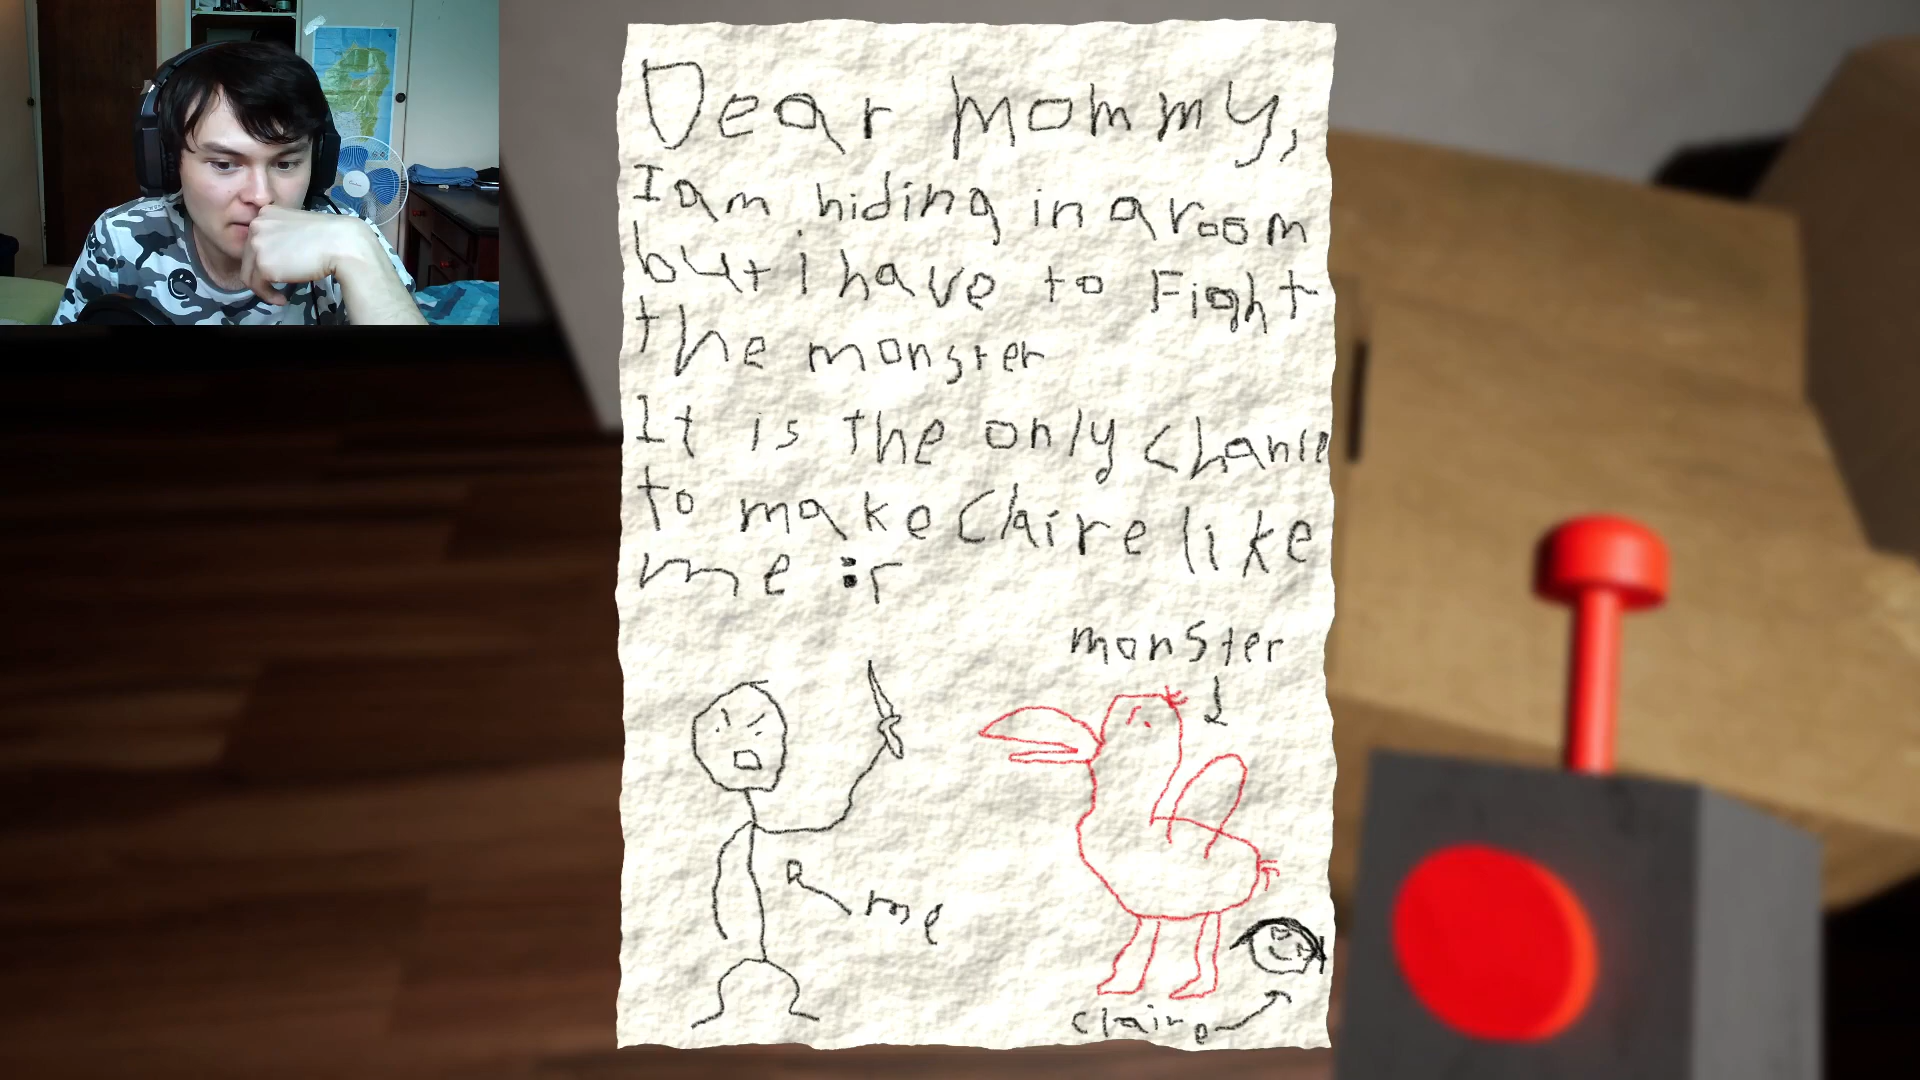 Dear Mommy,
I am hiding in a room
but i have to Fight
the monster
It is the only chance
to make Claire like
me :r
monster
me
claire